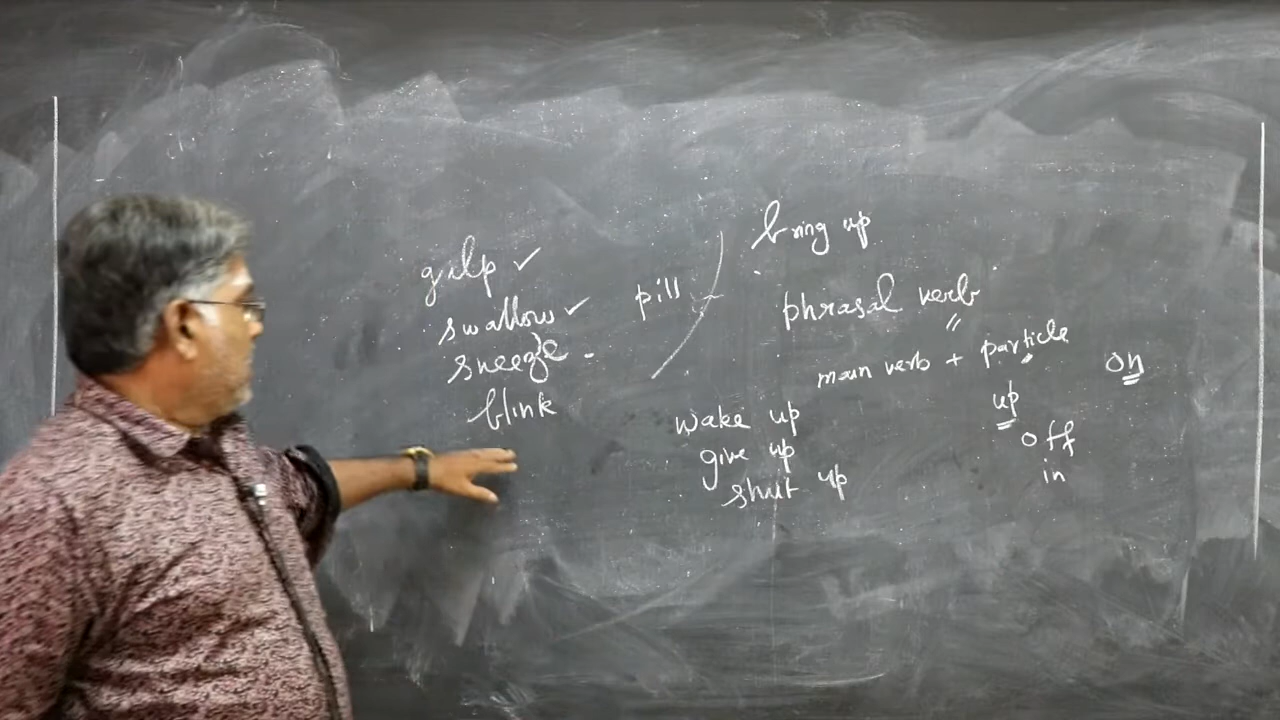 gulp ✓
swallow ✓
sneeze
blink
pill
bring up
phrasal verb
main verb + particle
up
off
in
on
wake up
give up
shut up